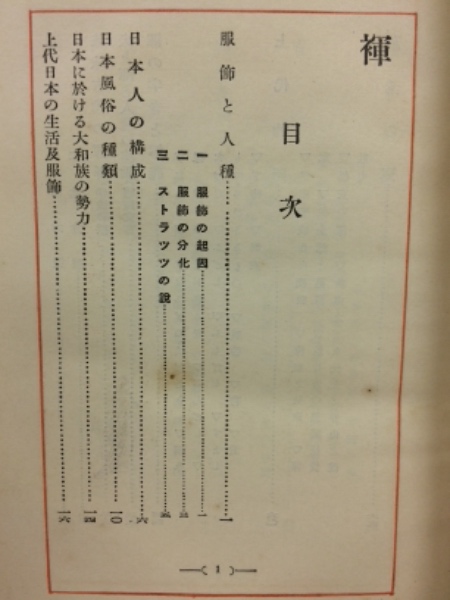 褌
目次
服飾と人種……一
一 服飾の起因……一
二 服飾の分化……三
三 ストラッツの説……五
日本人の構成……六
日本風俗の種類……一〇
日本に於ける大和族の勢力……一四
上代日本の生活及服飾……一六
1